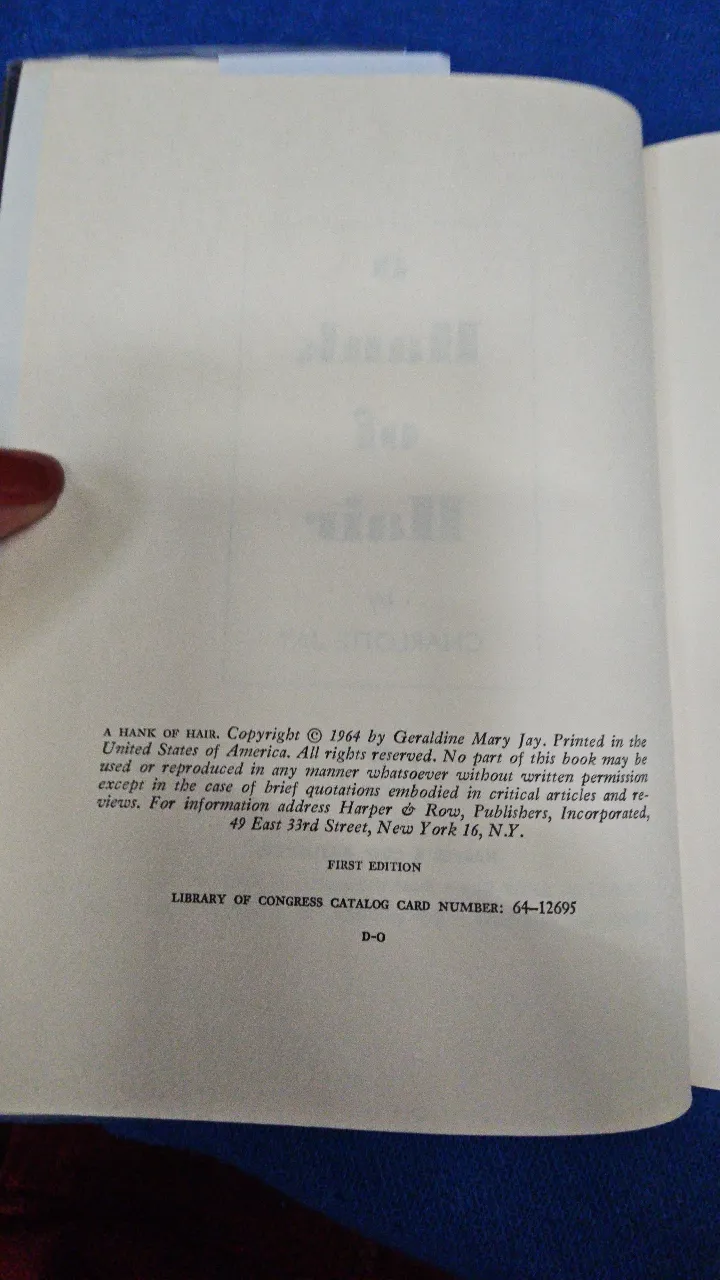 A HANK OF HAIR. Copyright © 1964 by Geraldine Mary Jay. Printed in the
United States of America. All rights reserved. No part of this book may be
used or reproduced in any manner whatsoever without written permission
except in the case of brief quotations embodied in critical articles and re-
views. For information address Harper & Row, Publishers, Incorporated,
49 East 33rd Street, New York 16, N.Y.
FIRST EDITION
LIBRARY OF CONGRESS CATALOG CARD NUMBER: 64–12695
D-O